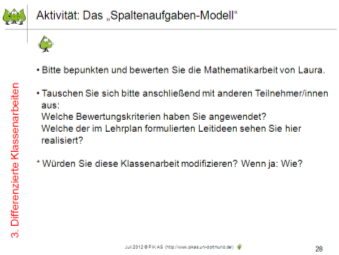 Aktivität: Das „Spaltenaufgaben-Modell“
3. Differenzierte Klassenarbeiten
• Bitte bepunkten und bewerten Sie die Mathematikarbeit von Laura.
• Tauschen Sie sich bitte anschließend mit anderen Teilnehmer/innen
aus:
Welche Bewertungskriterien haben Sie angewendet?
Welche der im Lehrplan formulierten Leitideen sehen Sie hier
realisiert?
* Würden Sie diese Klassenarbeit modifizieren? Wenn ja: Wie?
Juli 2012 © PIK AS (http://www.pikas.uni-dortmund.de/)
26